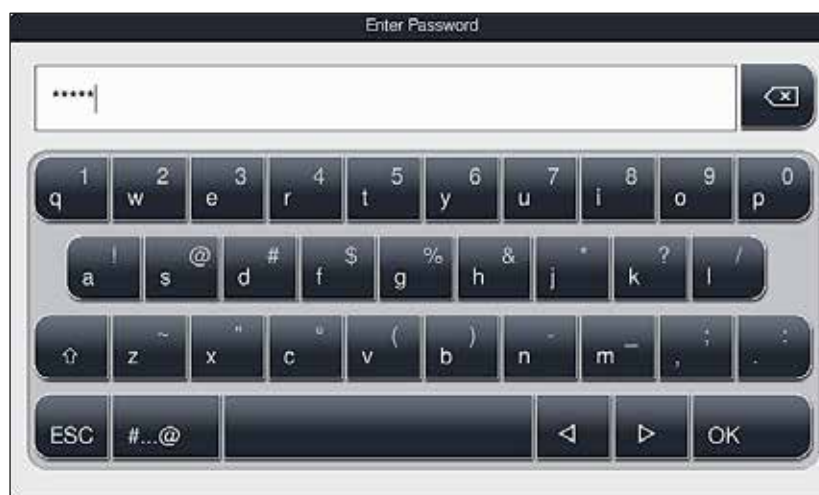 Enter Password
*****
1 2 3 4 5 6 7 8 9 0
q w e r t y u i o p
! @ # $ % & * ? /
a s d f g h j k l
~ " º ( ) - _ ; :
z x c v b n m , .
ESC #...@ OK